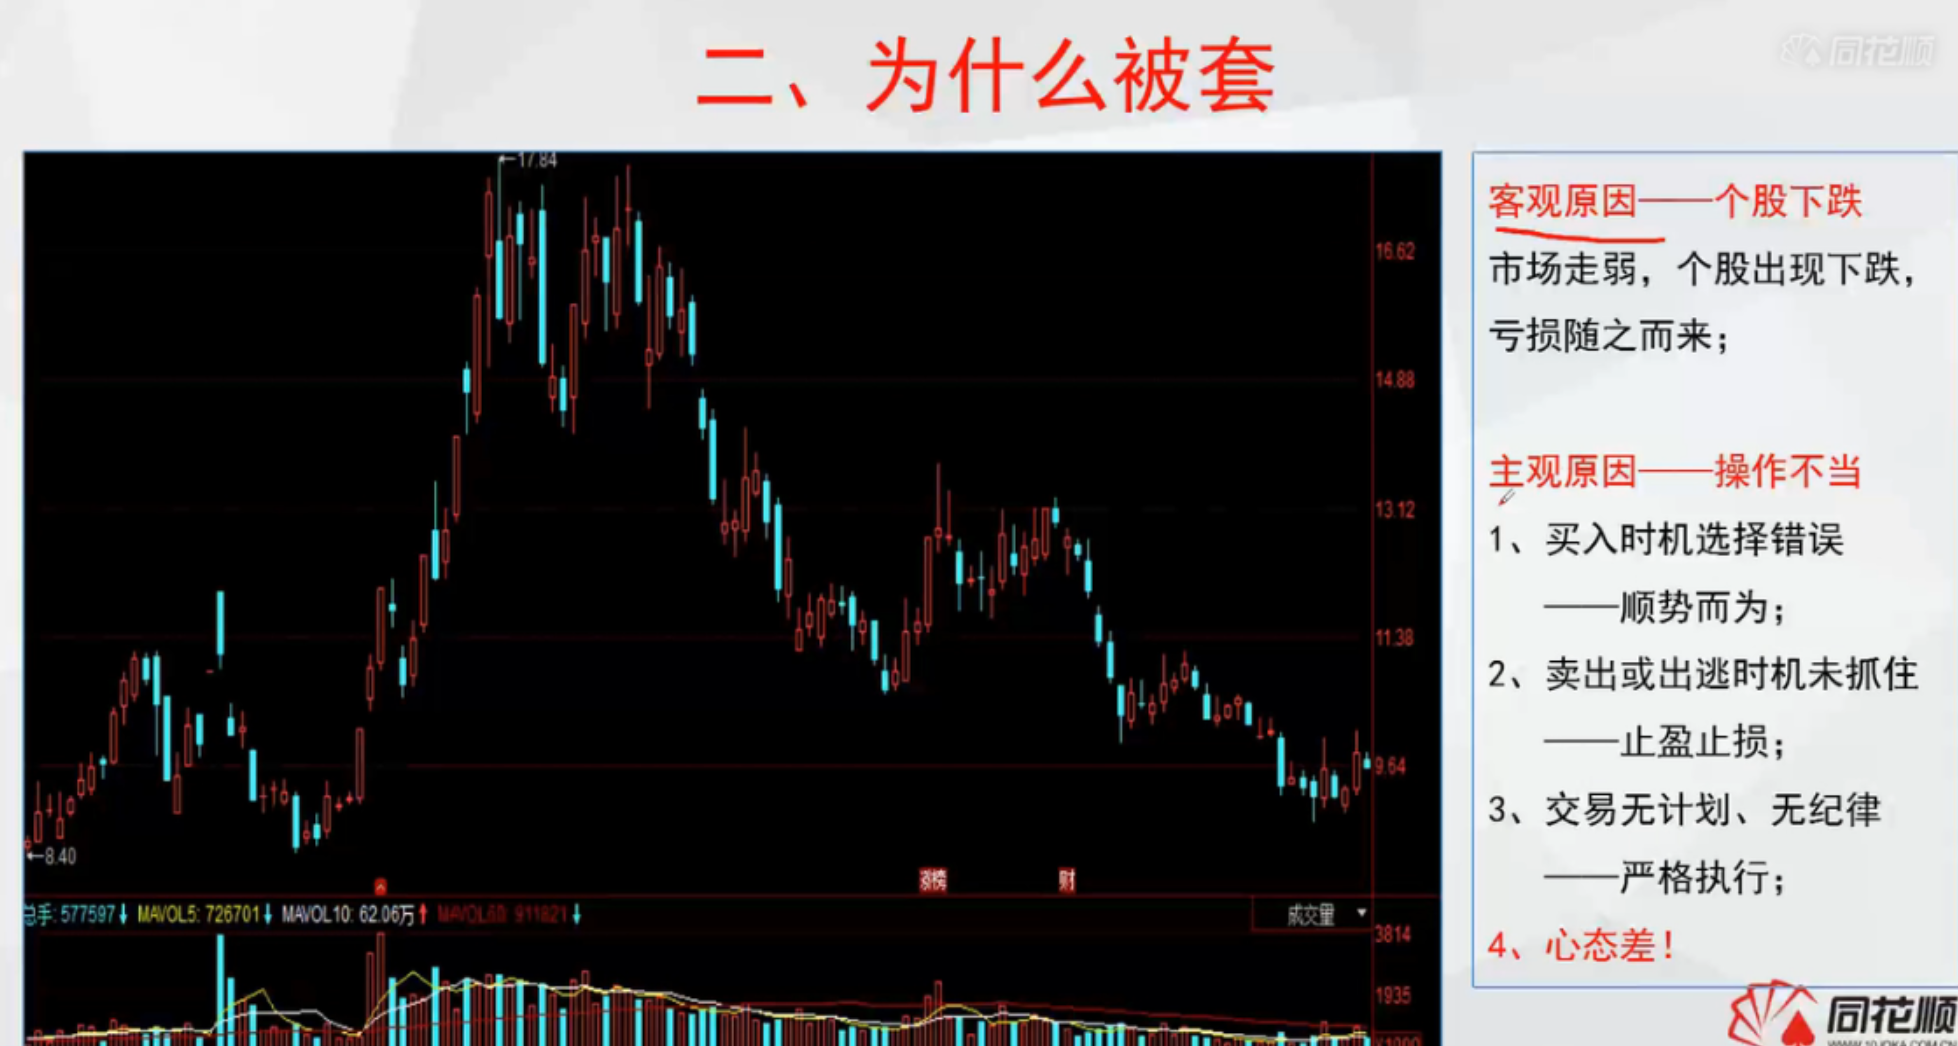 同花顺
二、为什么被套
←17.84
16.62
14.88
13.12
11.38
9.64
←8.40
涨榜
财
总手: 577597↓ MAVOL5: 726701↓ MAVOL10: 62.06万↑ MAVOL60: 911821↓
成交量
3814
1935
客观原因——个股下跌
市场走弱，个股出现下跌，
亏损随之而来；
主观原因——操作不当
1、买入时机选择错误
——顺势而为；
2、卖出或出逃时机未抓住
——止盈止损；
3、交易无计划、无纪律
——严格执行；
4、心态差！
同花顺